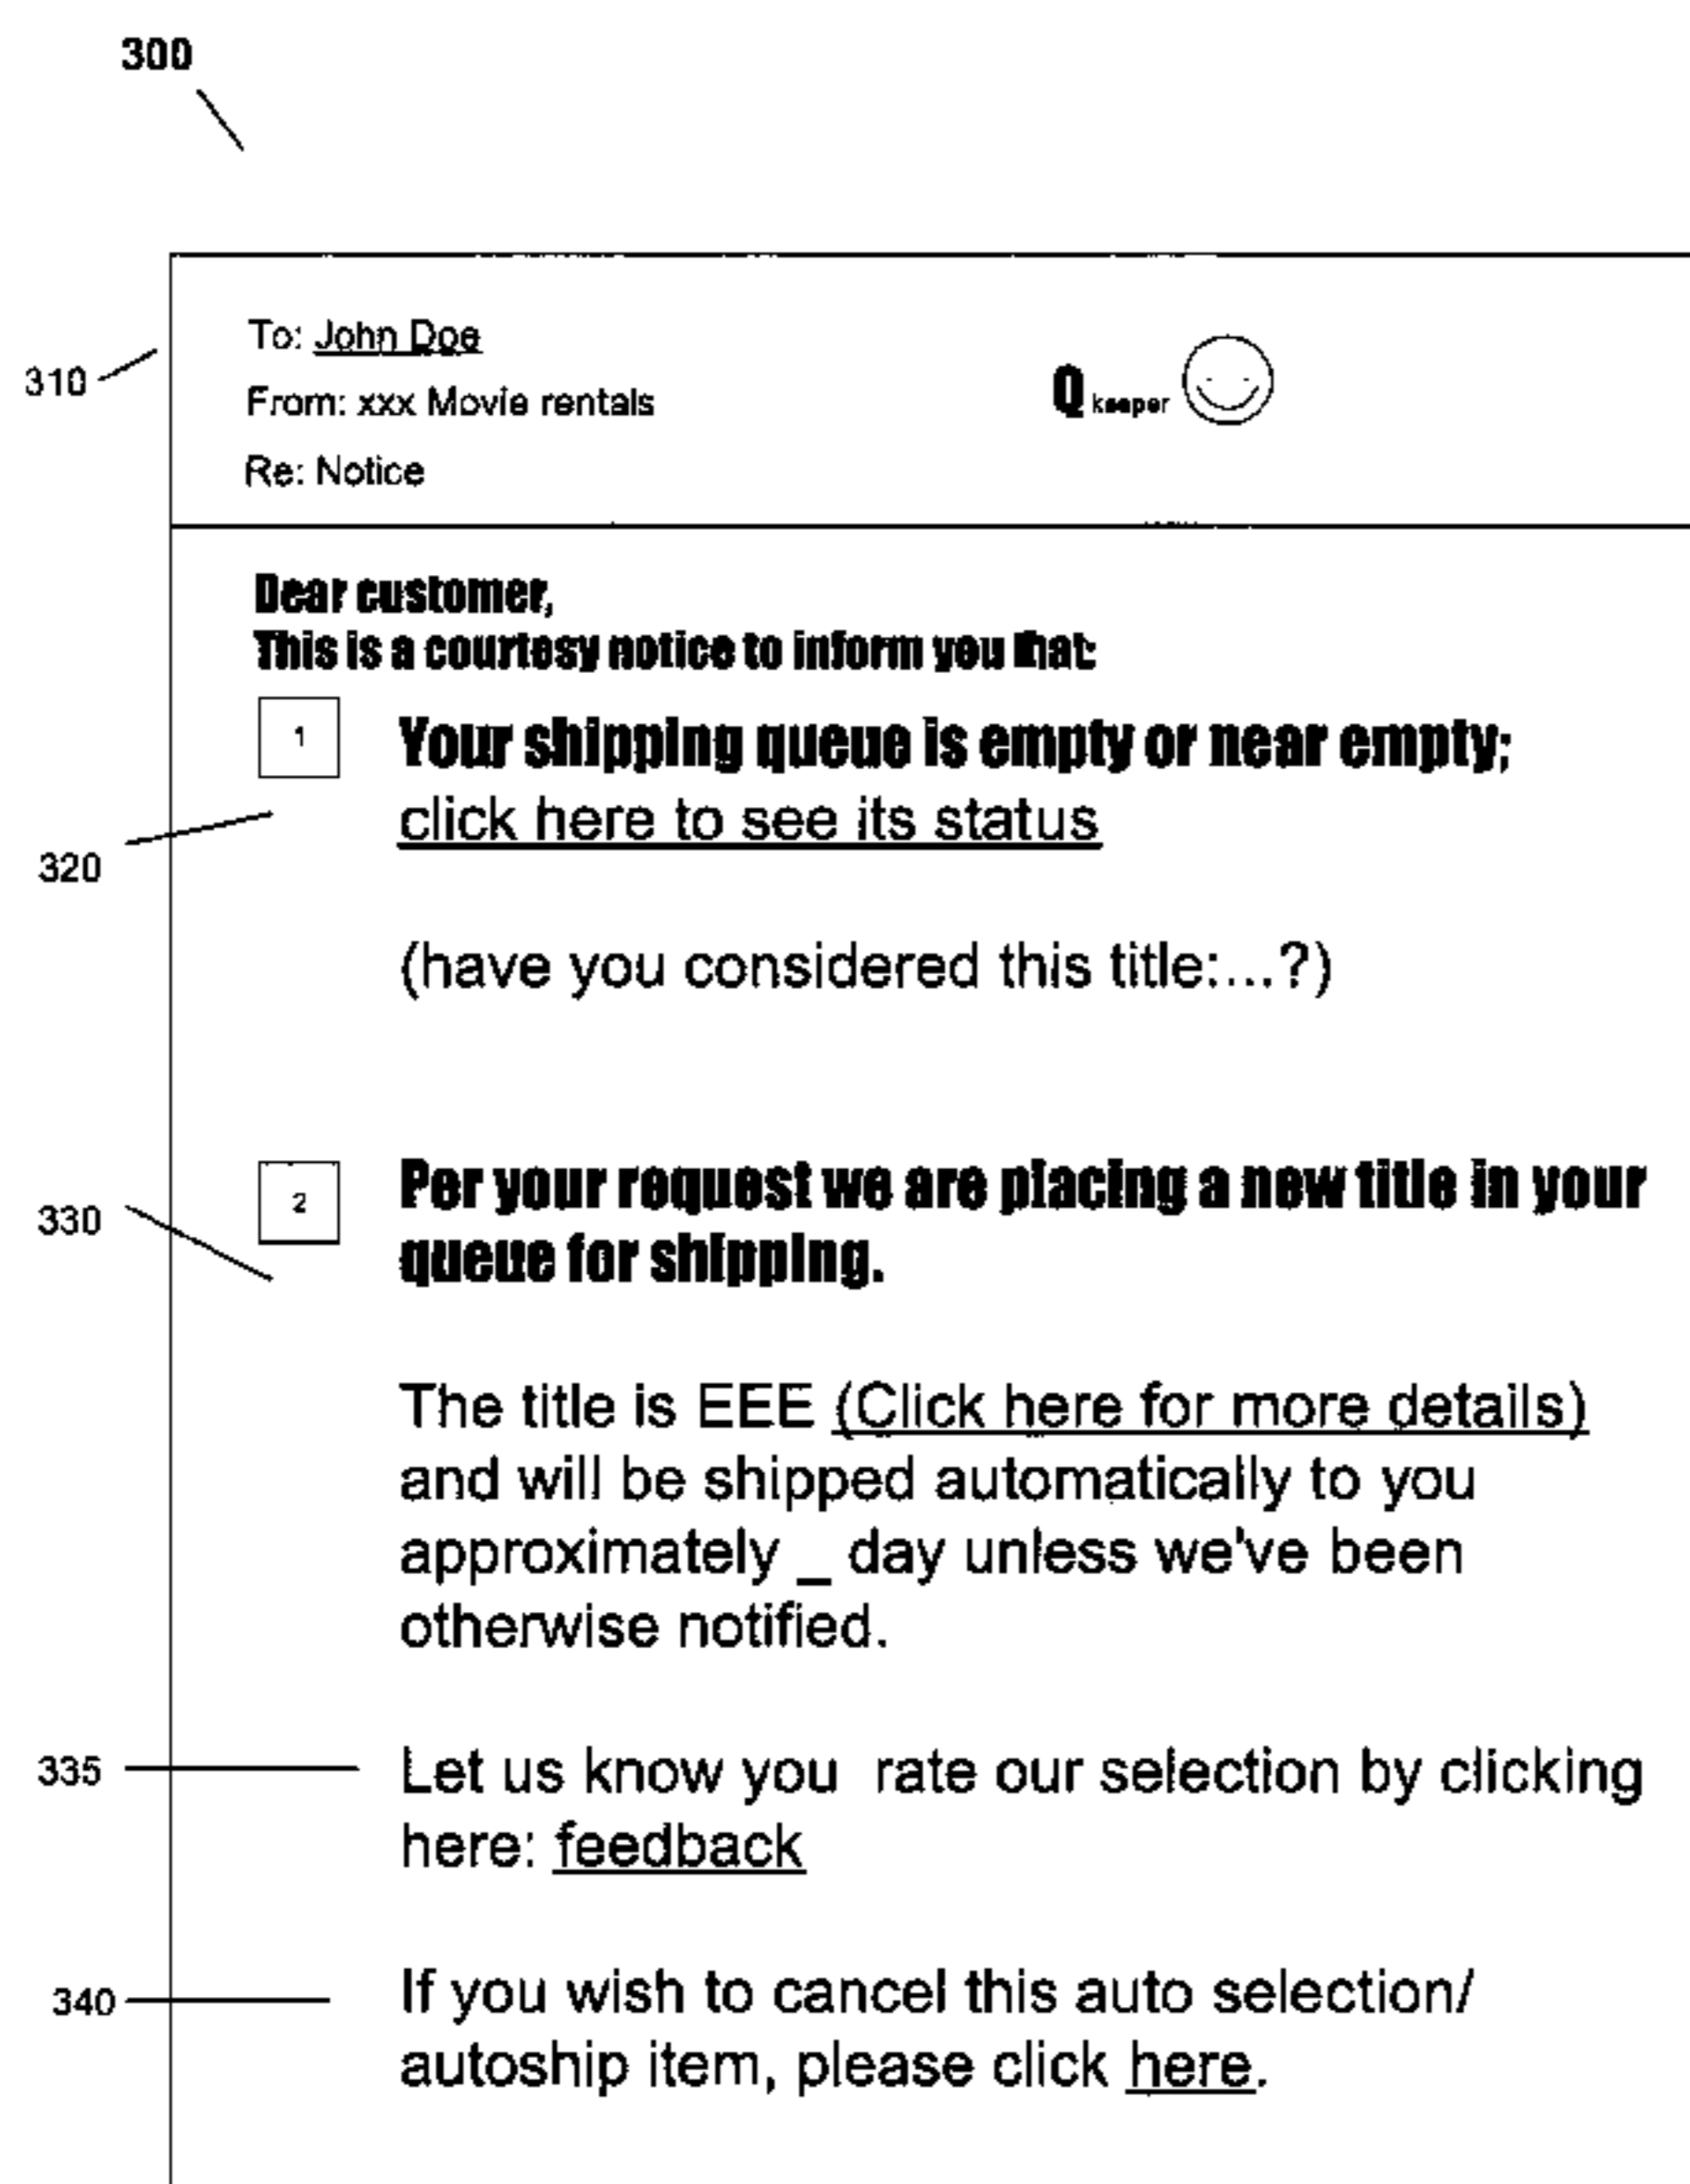 300
310
To: John Doe
From: xxx Movie rentals
Q keeper
Re: Notice
Dear customer,
This is a courtesy notice to inform you that:
1
Your shipping queue is empty or near empty;
click here to see its status
320
(have you considered this title:...?)
2
Per your request we are placing a new title in your
queue for shipping.
330
The title is EEE (Click here for more details)
and will be shipped automatically to you
approximately _ day unless we've been
otherwise notified.
335
Let us know you rate our selection by clicking
here: feedback
340
If you wish to cancel this auto selection/
autoship item, please click here.